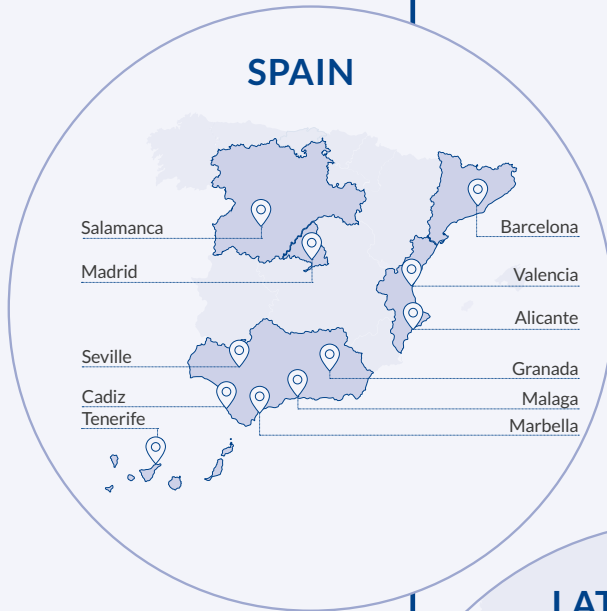 SPAIN
Salamanca
Madrid
Barcelona
Valencia
Alicante
Seville
Cadiz
Tenerife
Granada
Malaga
Marbella
LAT